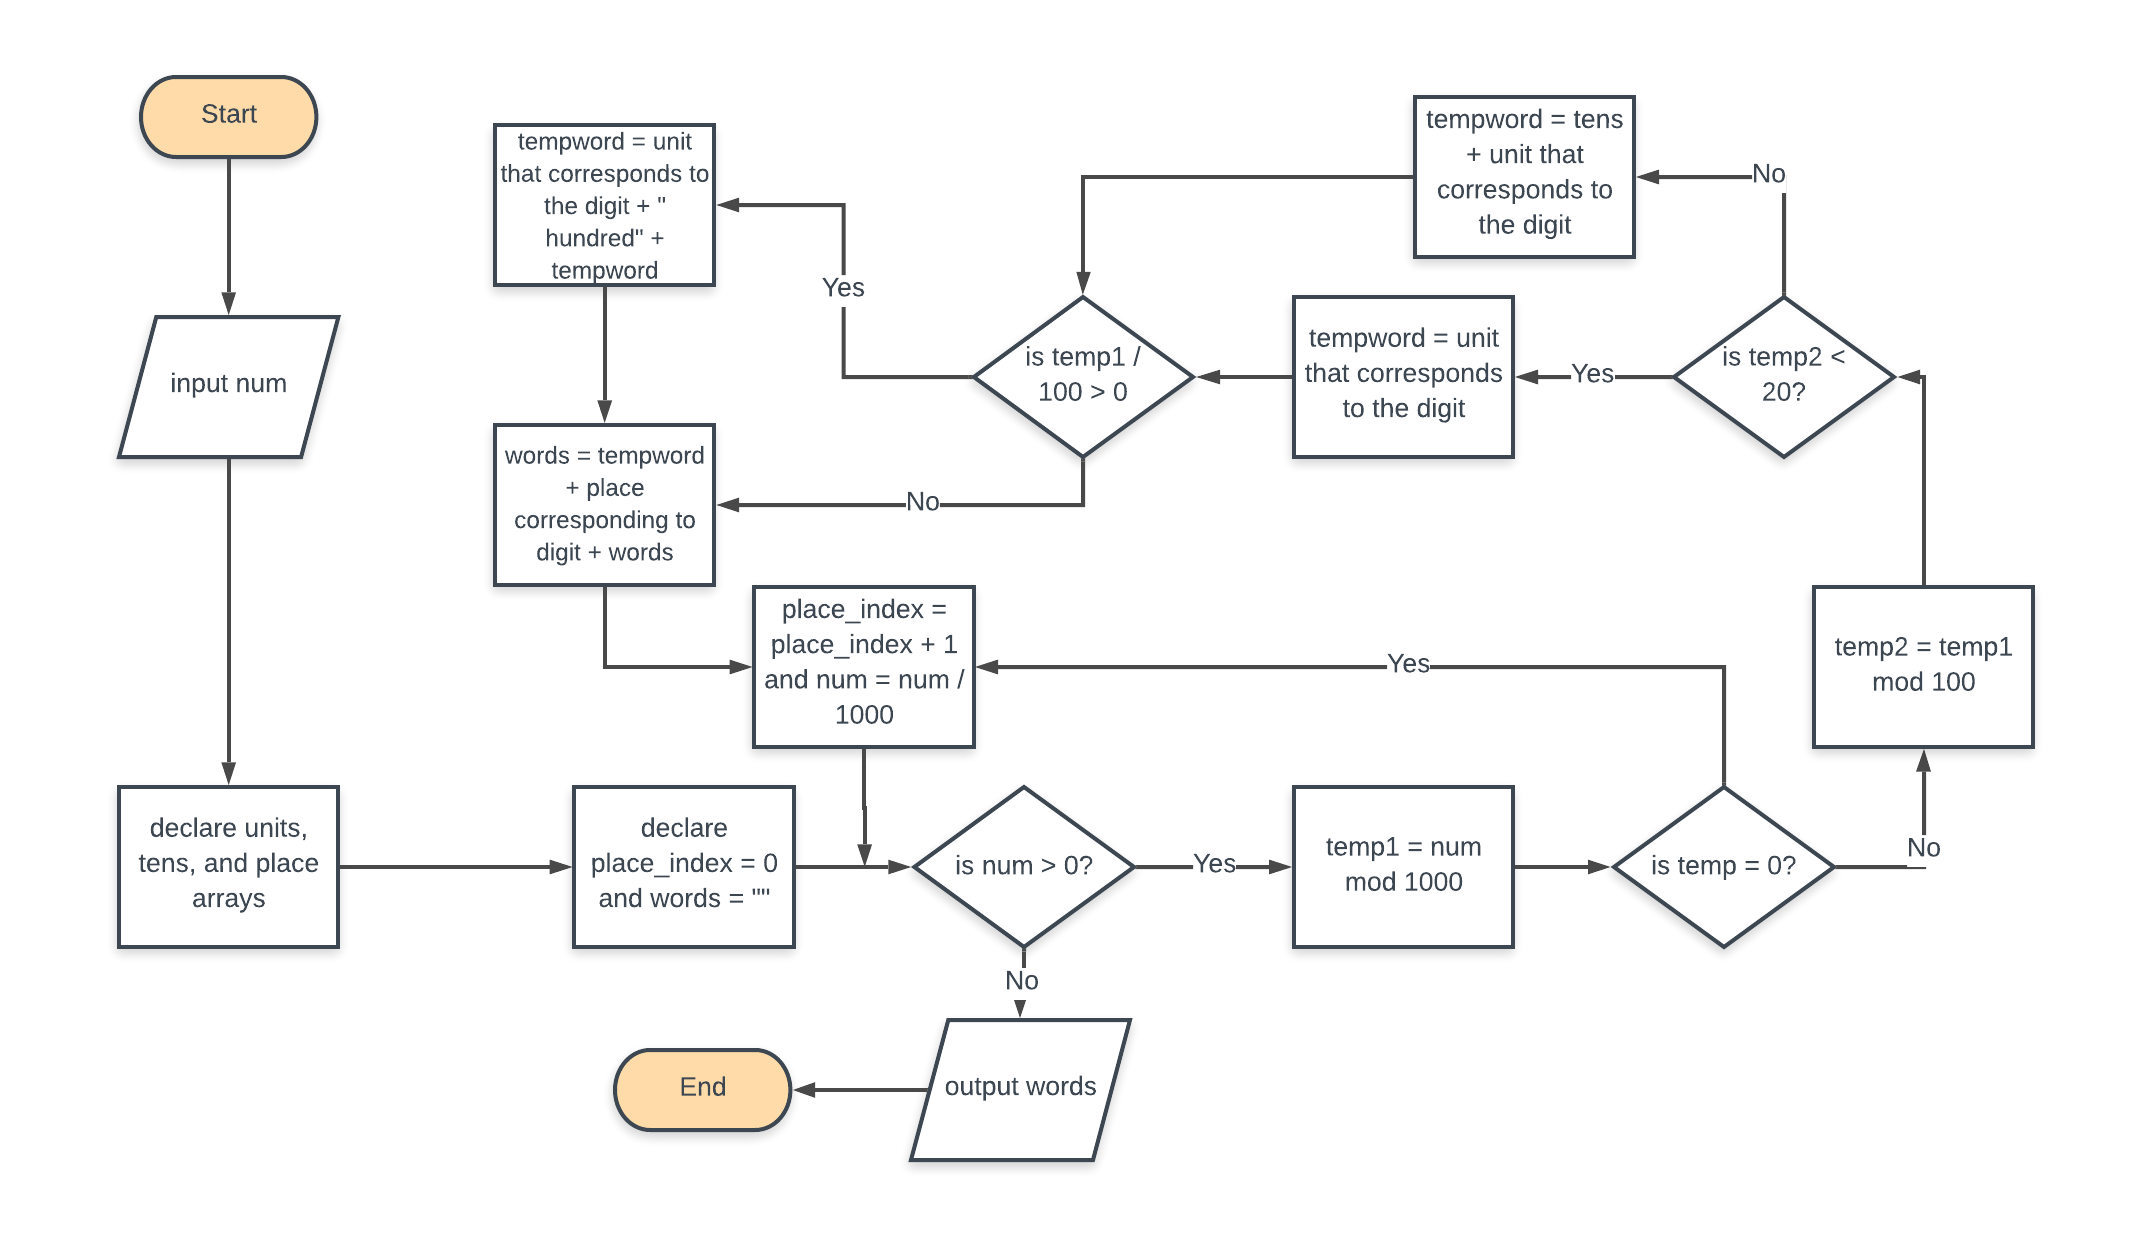 Start
input num
declare units,
tens, and place
arrays
declare
place_index = 0
and words = ""
is num > 0?
Yes
temp1 = num
mod 1000
is temp = 0?
Yes
No
temp2 = temp1
mod 100
is temp2 <
20?
No
tempword = tens
+ unit that
corresponds to
the digit
Yes
tempword = unit
that corresponds
to the digit
is temp1 /
100 > 0
Yes
tempword = unit
that corresponds to
the digit + "
hundred" +
tempword
No
words = tempword
+ place
corresponding to
digit + words
place_index =
place_index + 1
and num = num /
1000
No
output words
End